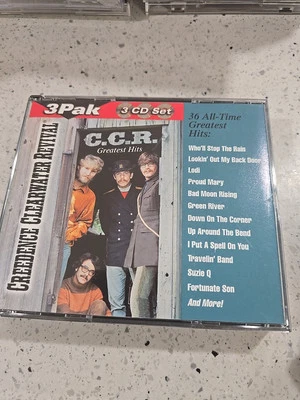 3Pak
3 CD Set
CREEDENCE CLEARWATER REVIVAL
C.C.R.
Greatest Hits
36 All-Time
Greatest
Hits:
Who'll Stop The Rain
Lookin' Out My Back Door
Lodi
Proud Mary
Bad Moon Rising
Green River
Down On The Corner
Up Around The Bend
I Put A Spell On You
Travelin' Band
Suzie Q
Fortunate Son
And More!